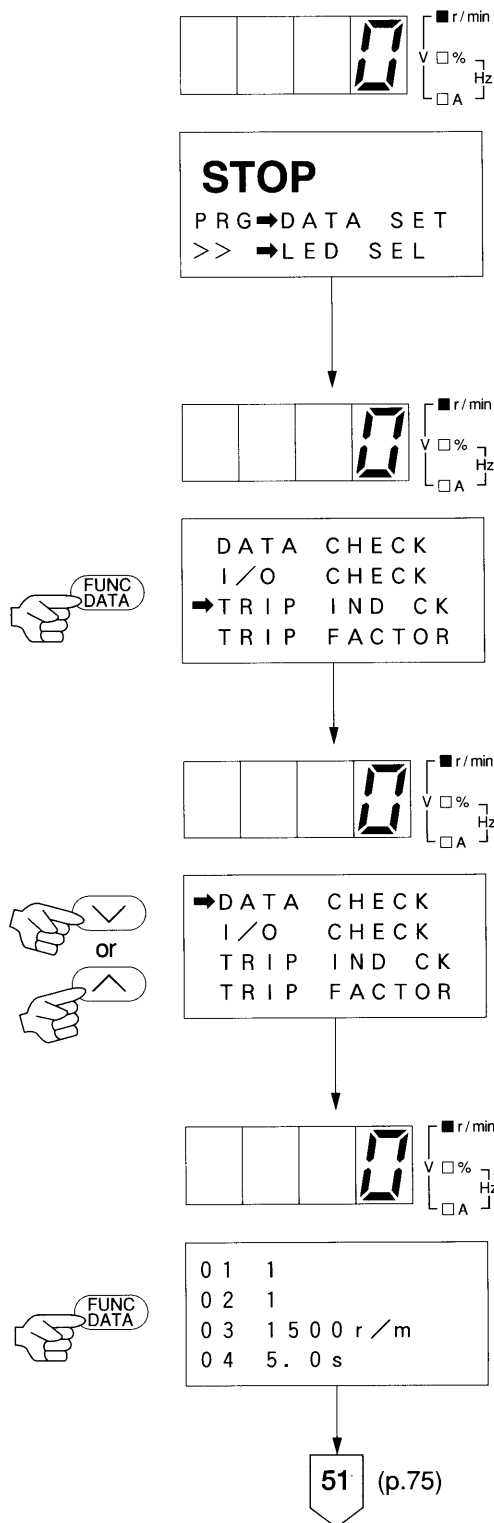 0
■ r/min
V □ %
Hz
□ A
STOP
PRG➡DATA SET
>> ➡LED SEL
0
■ r/min
V □ %
Hz
□ A
FUNC
DATA
DATA CHECK
I/O CHECK
➡TRIP IND CK
TRIP FACTOR
0
■ r/min
V □ %
Hz
□ A
or
➡DATA CHECK
I/O CHECK
TRIP IND CK
TRIP FACTOR
0
■ r/min
V □ %
Hz
□ A
FUNC
DATA
01 1
02 1
03 1500r/m
04 5.0s
51 (p.75)